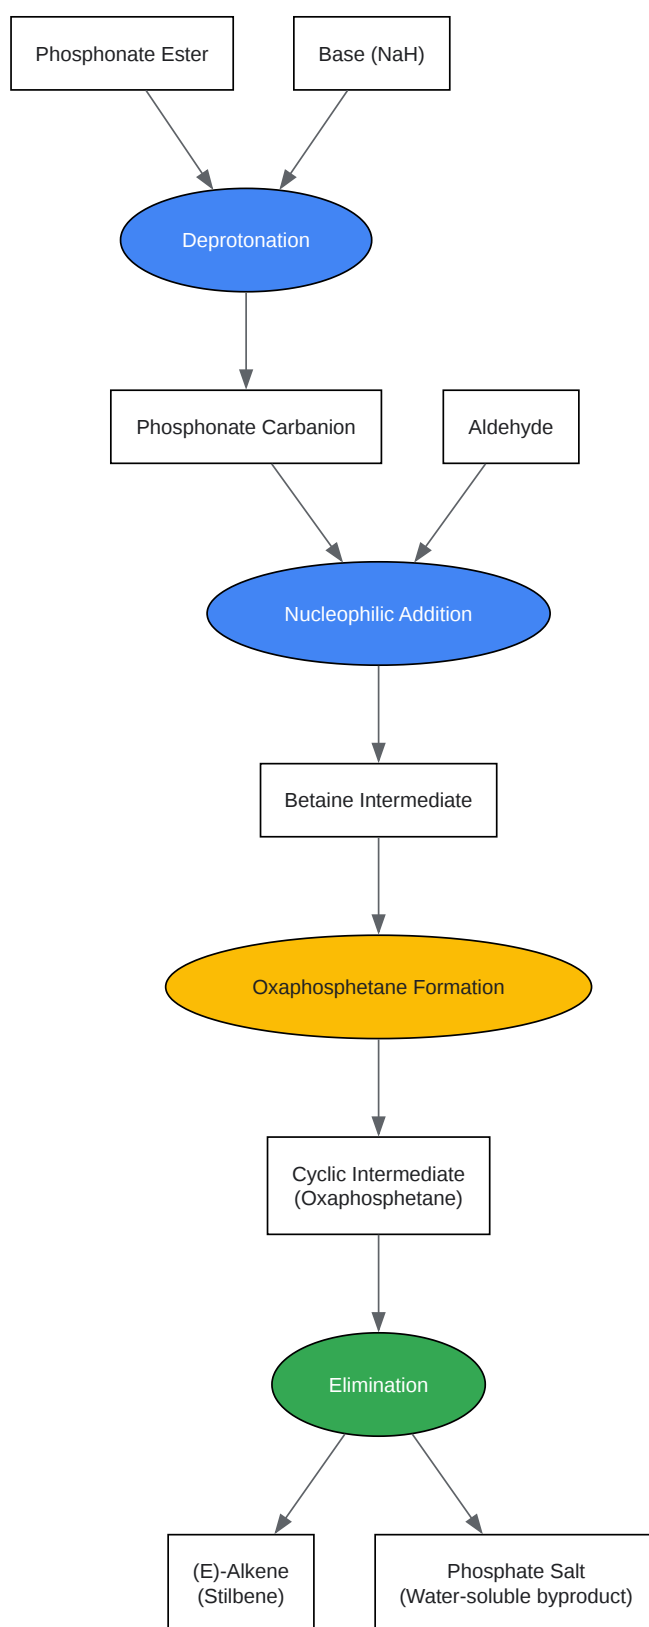 Phosphonate Ester
Base (NaH)
Deprotonation
Phosphonate Carbanion
Aldehyde
Nucleophilic Addition
Betaine Intermediate
Oxaphosphetane Formation
Cyclic Intermediate
(Oxaphosphetane)
Elimination
(E)-Alkene
(Stilbene)
Phosphate Salt
(Water-soluble byproduct)